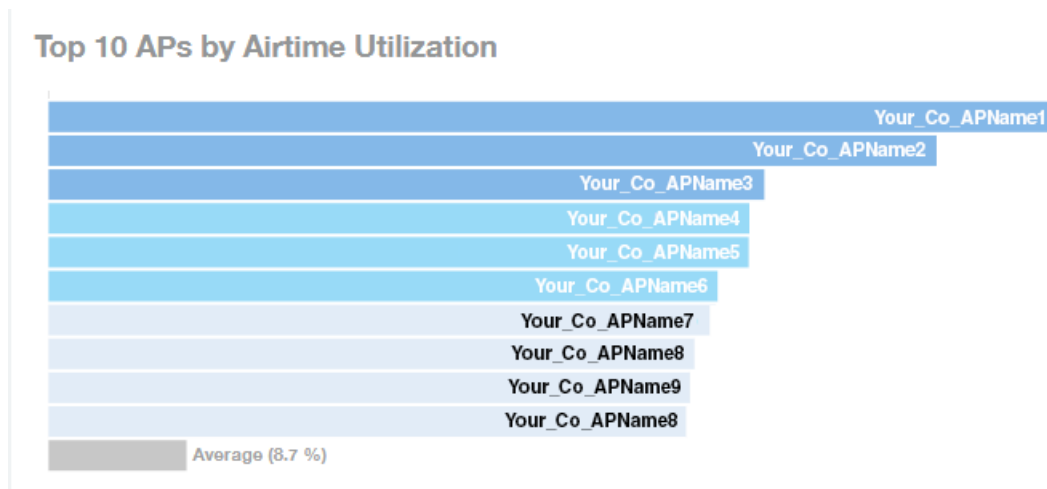 Top 10 APs by Airtime Utilization
Your_Co_APName1
Your_Co_APName2
Your_Co_APName3
Your_Co_APName4
Your_Co_APName5
Your_Co_APName6
Your_Co_APName7
Your_Co_APName8
Your_Co_APName9
Your_Co_APName8
Average (8.7 %)